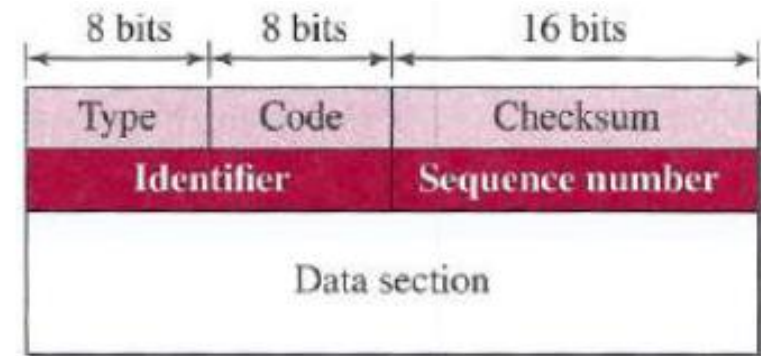 8 bits 8 bits 16 bits
Type Code Checksum
Identifier Sequence number
Data section